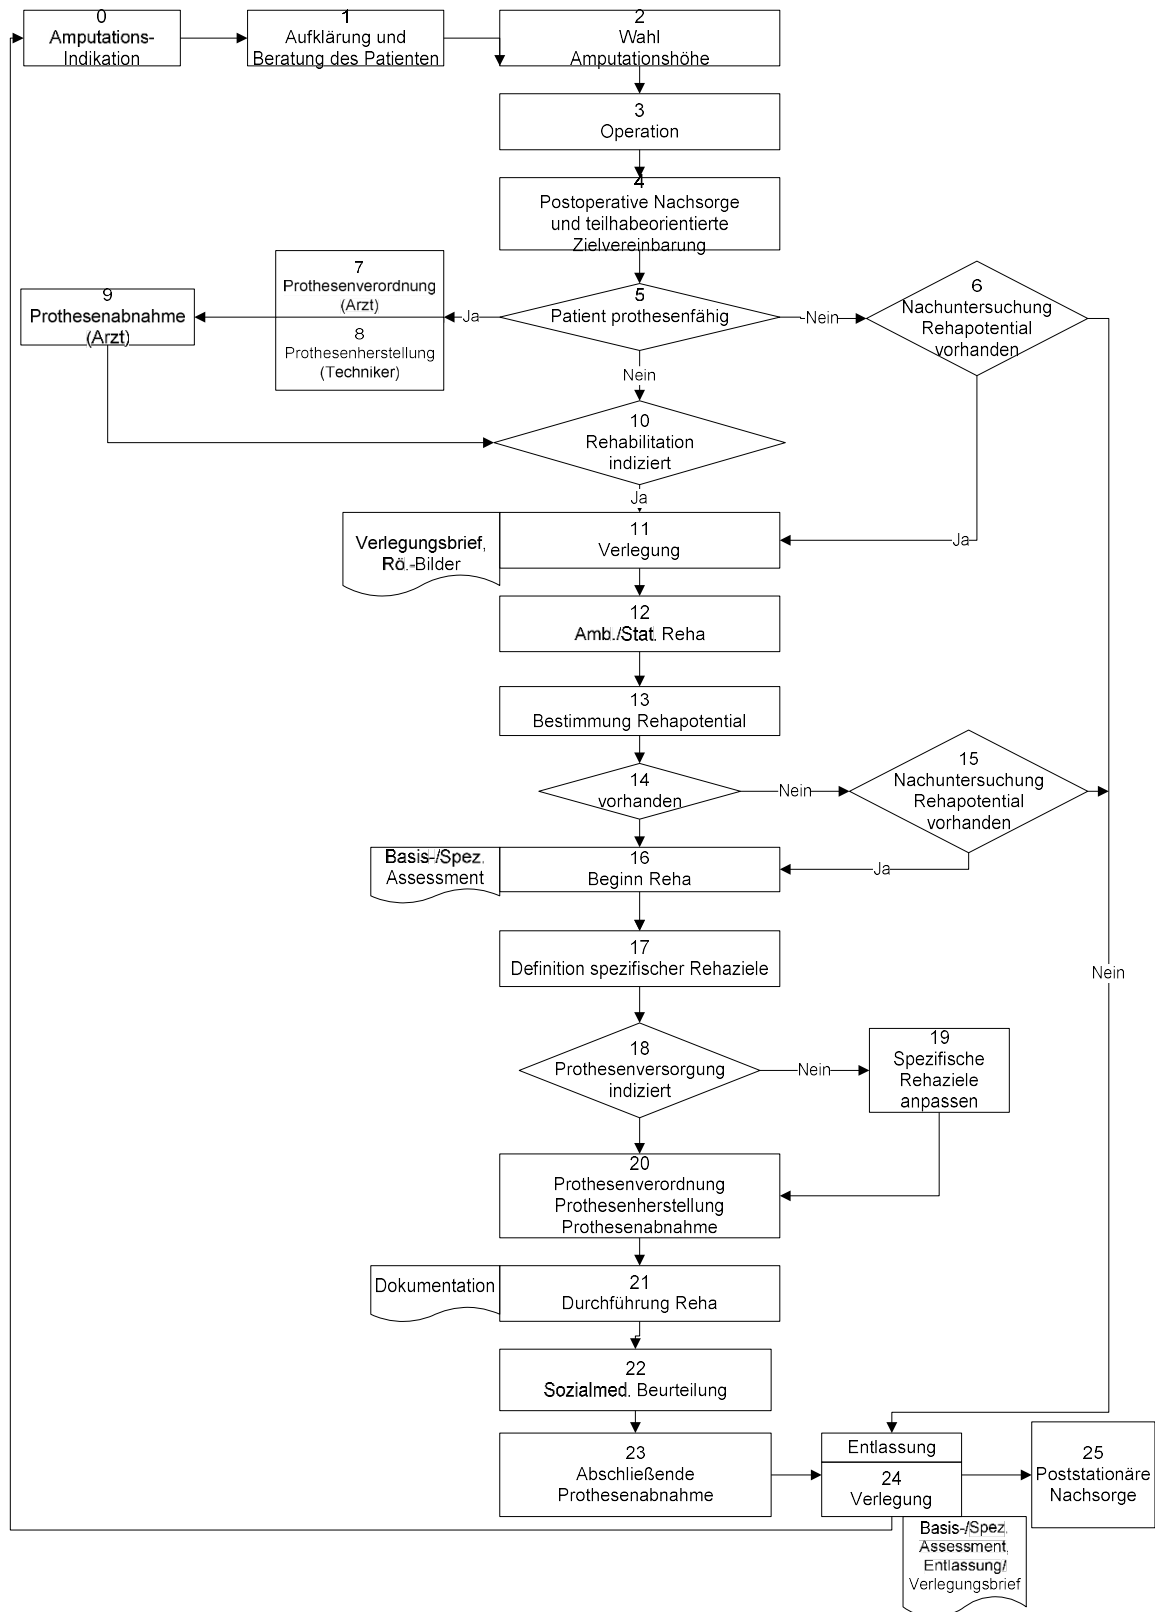 0
Amputations-
Indikation
1
Aufklärung und
Beratung des Patienten
2
Wahl
Amputationshöhe
3
Operation
4
Postoperative Nachsorge
und teilhabeorientierte
Zielvereinbarung
5
Patient prothesenfähig
6
Nachuntersuchung
Rehapotential
vorhanden
Ja
Nein
Nein
7
Prothesenverordnung
(Arzt)
8
Prothesenherstellung
(Techniker)
9
Prothesenabnahme
(Arzt)
10
Rehabilitation
indiziert
Ja
Verlegungsbrief,
Rö.-Bilder
11
Verlegung
Ja
12
Amb./Stat. Reha
13
Bestimmung Rehapotential
14
vorhanden
Nein
15
Nachuntersuchung
Rehapotential
vorhanden
Basis-/Spez.
Assessment
16
Beginn Reha
Ja
17
Definition spezifischer Rehaziele
Nein
18
Prothesenversorgung
indiziert
Nein
19
Spezifische
Rehaziele
anpassen
20
Prothesenverordnung
Prothesenherstellung
Prothesenabnahme
Dokumentation
21
Durchführung Reha
22
Sozialmed. Beurteilung
23
Abschließende
Prothesenabnahme
Entlassung
24
Verlegung
25
Poststationäre
Nachsorge
Basis-/Spez.
Assessment,
Entlassung/
Verlegungsbrief